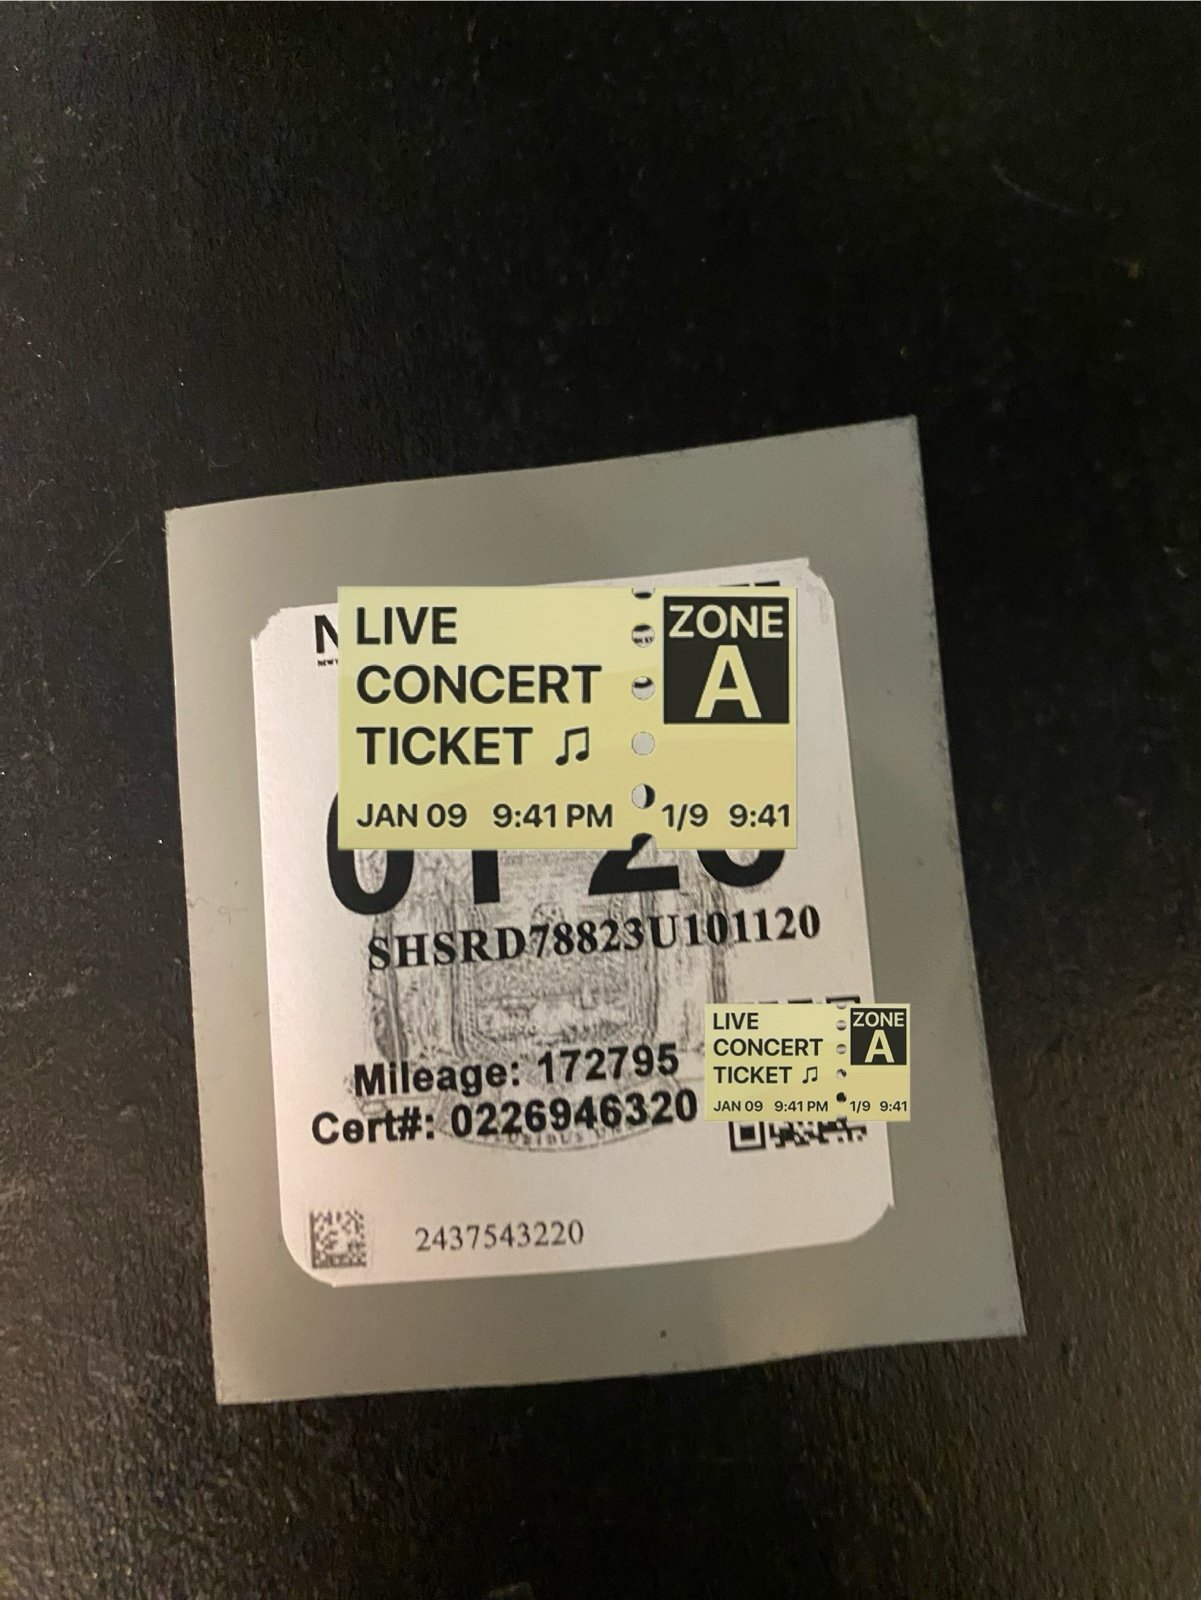 LIVE
CONCERT
TICKET ♫
JAN 09 9:41 PM
ZONE
A
1/9 9:41
SHSRD78823U101120
Mileage: 172795
Cert#: 0226946320
LIVE
CONCERT
TICKET ♫
JAN 09 9:41 PM
ZONE
A
1/9 9:41
2437543220